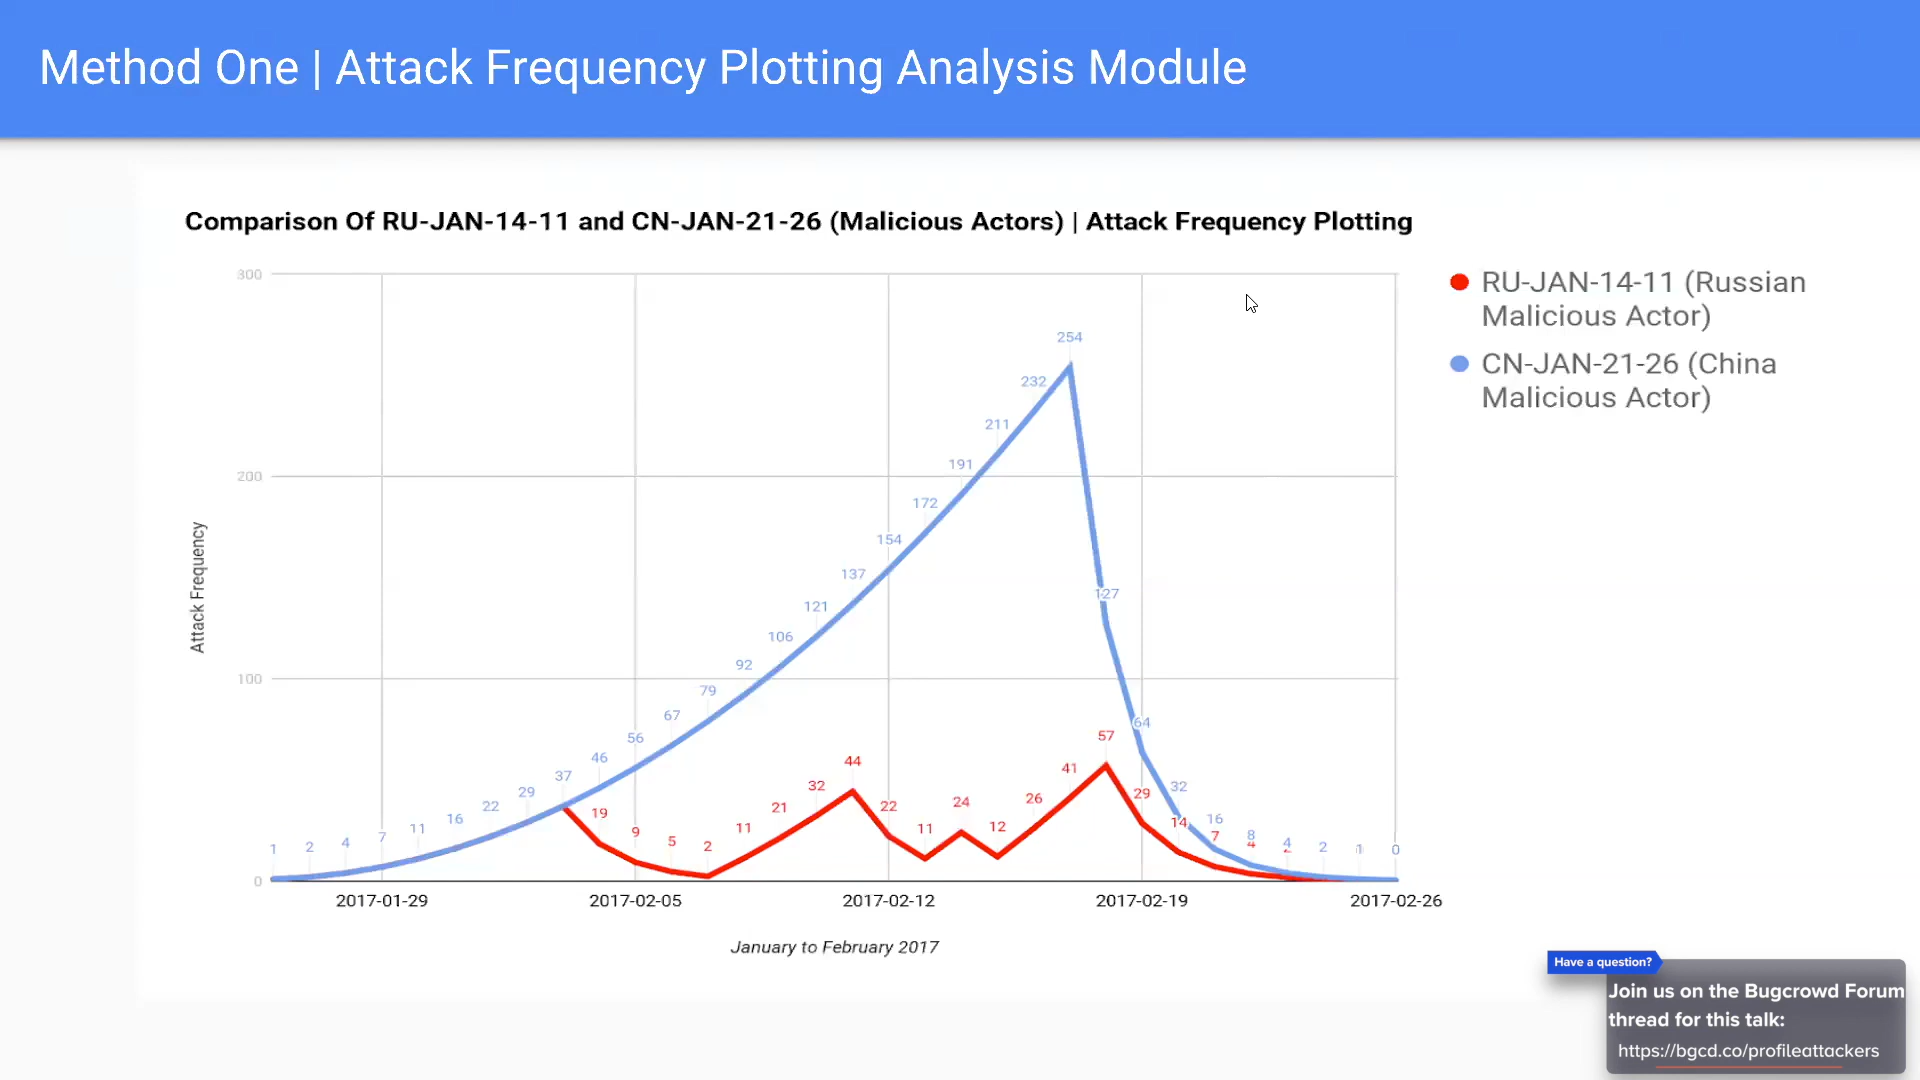 Method One | Attack Frequency Plotting Analysis Module
Comparison Of RU-JAN-14-11 and CN-JAN-21-26 (Malicious Actors) | Attack Frequency Plotting
RU-JAN-14-11 (Russian
Malicious Actor)
CN-JAN-21-26 (China
Malicious Actor)
Attack Frequency
300
200
100
0
1 2 4 7 11 16 22 29 37 46 56 67 79 92 106 121 137 154 172 191 211 232 254 127 64 32 16 8 4 2 1 0
19 9 5 2 11 21 32 44 22 11 24 12 26 41 57 29 14 7 4
2017-01-29 2017-02-05 2017-02-12 2017-02-19 2017-02-26
January to February 2017
Have a question?
Join us on the Bugcrowd Forum
thread for this talk:
https://bgcd.co/profileattackers